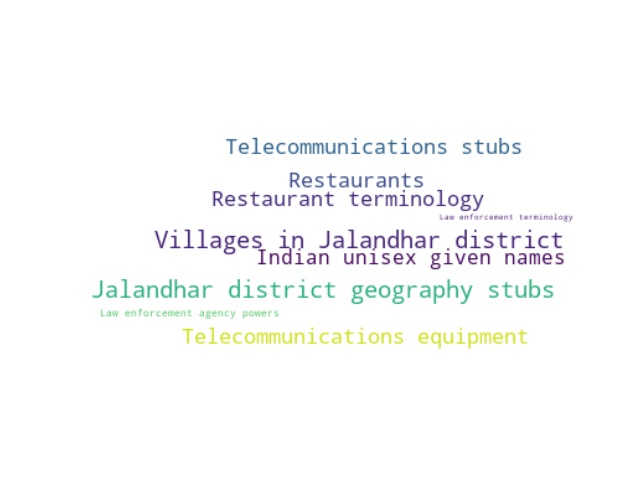 Telecommunications stubs
Restaurants
Restaurant terminology
Law enforcement terminology
Villages in Jalandhar district
Indian unisex given names
Jalandhar district geography stubs
Law enforcement agency powers
Telecommunications equipment